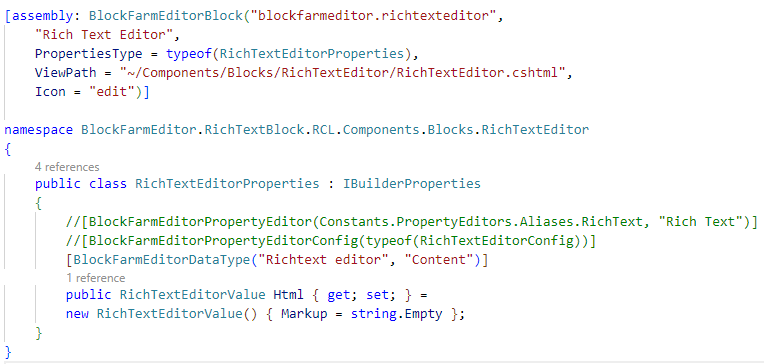 [assembly: BlockFarmEditorBlock("blockfarmeditor.richtexteditor",
"Rich Text Editor",
PropertiesType = typeof(RichTextEditorProperties),
ViewPath = "~/Components/Blocks/RichTextEditor/RichTextEditor.cshtml",
Icon = "edit")]
namespace BlockFarmEditor.RichTextBlock.RCL.Components.Blocks.RichTextEditor
{
4 references
public class RichTextEditorProperties : IBuilderProperties
{
//[BlockFarmEditorPropertyEditor(Constants.PropertyEditors.Aliases.RichText, "Rich Text")]
//[BlockFarmEditorPropertyEditorConfig(typeof(RichTextEditorConfig))]
[BlockFarmEditorDataType("Richtext editor", "Content")]
1 reference
public RichTextEditorValue Html { get; set; } =
new RichTextEditorValue() { Markup = string.Empty };
}
}